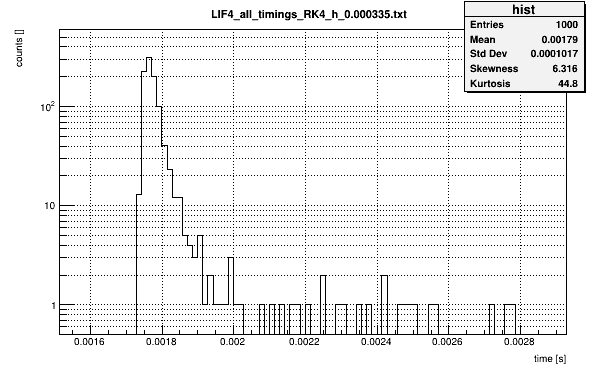 LIF4_all_timings_RK4_h_0.000335.txt
hist
Entries 1000
Mean 0.00179
Std Dev 0.0001017
Skewness 6.316
Kurtosis 44.8
counts []
10²
10
1
0.0016 0.0018 0.002 0.0022 0.0024 0.0026 0.0028
time [s]